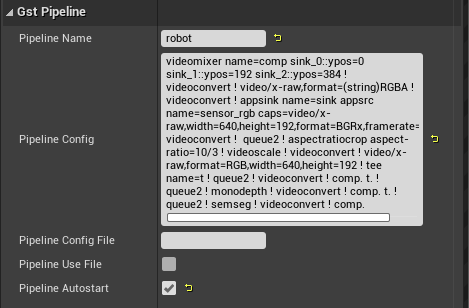 Gst Pipeline
Pipeline Name
robot
Pipeline Config
videomixer name=comp sink_0::ypos=0
sink_1::ypos=192 sink_2::ypos=384 !
videoconvert ! video/x-raw,format=(string)RGBA !
videoconvert ! appsink name=sink appsrc
name=sensor_rgb caps=video/x-
raw,width=640,height=192,format=BGRx,framerate=
videoconvert ! queue2 ! aspectratiocrop aspect-
ratio=10/3 ! videoscale ! videoconvert ! video/x-
raw,format=RGB,width=640,height=192 ! tee
name=t ! queue2 ! videoconvert ! comp. t. !
queue2 ! monodepth ! videoconvert ! comp. t. !
queue2 ! semseg ! videoconvert ! comp.
Pipeline Config File
Pipeline Use File
Pipeline Autostart